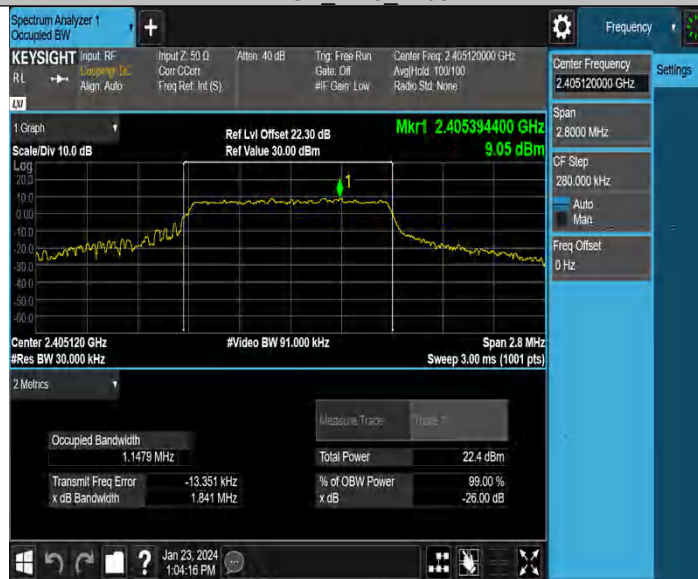 Spectrum Analyzer 1
Occupied BW
Frequency
KEYSIGHT
Input: RF
Coupling: DC
Align: Auto
RL
LXI
Input Z: 50 Ω
Corr CCorr
Freq Ref: Int (S)
Atten: 40 dB
Trig: Free Run
Gate: Off
#IF Gain: Low
Center Freq: 2.405120000 GHz
Avg|Hold: 100/100
Radio Std: None
Center Frequency
2.405120000 GHz
Settings
Span
2.8000 MHz
CF Step
280.000 kHz
Auto
Man
Freq Offset
0 Hz
1 Graph
Scale/Div 10.0 dB
Ref Lvl Offset 22.30 dB
Ref Value 30.00 dBm
Mkr1 2.405394400 GHz
9.05 dBm
Log
20.0
10.0
0.00
-10.0
-20.0
-30.0
-40.0
-50.0
-60.0
1
Center 2.405120 GHz
#Res BW 30.000 kHz
#Video BW 91.000 kHz
Span 2.8 MHz
Sweep 3.00 ms (1001 pts)
2 Metrics
Measure Trace
Trace 1
Occupied Bandwidth
1.1479 MHz
Total Power
22.4 dBm
Transmit Freq Error
-13.351 kHz
% of OBW Power
99.00 %
x dB Bandwidth
1.841 MHz
x dB
-26.00 dB
?
Jan 23, 2024
1:04:16 PM